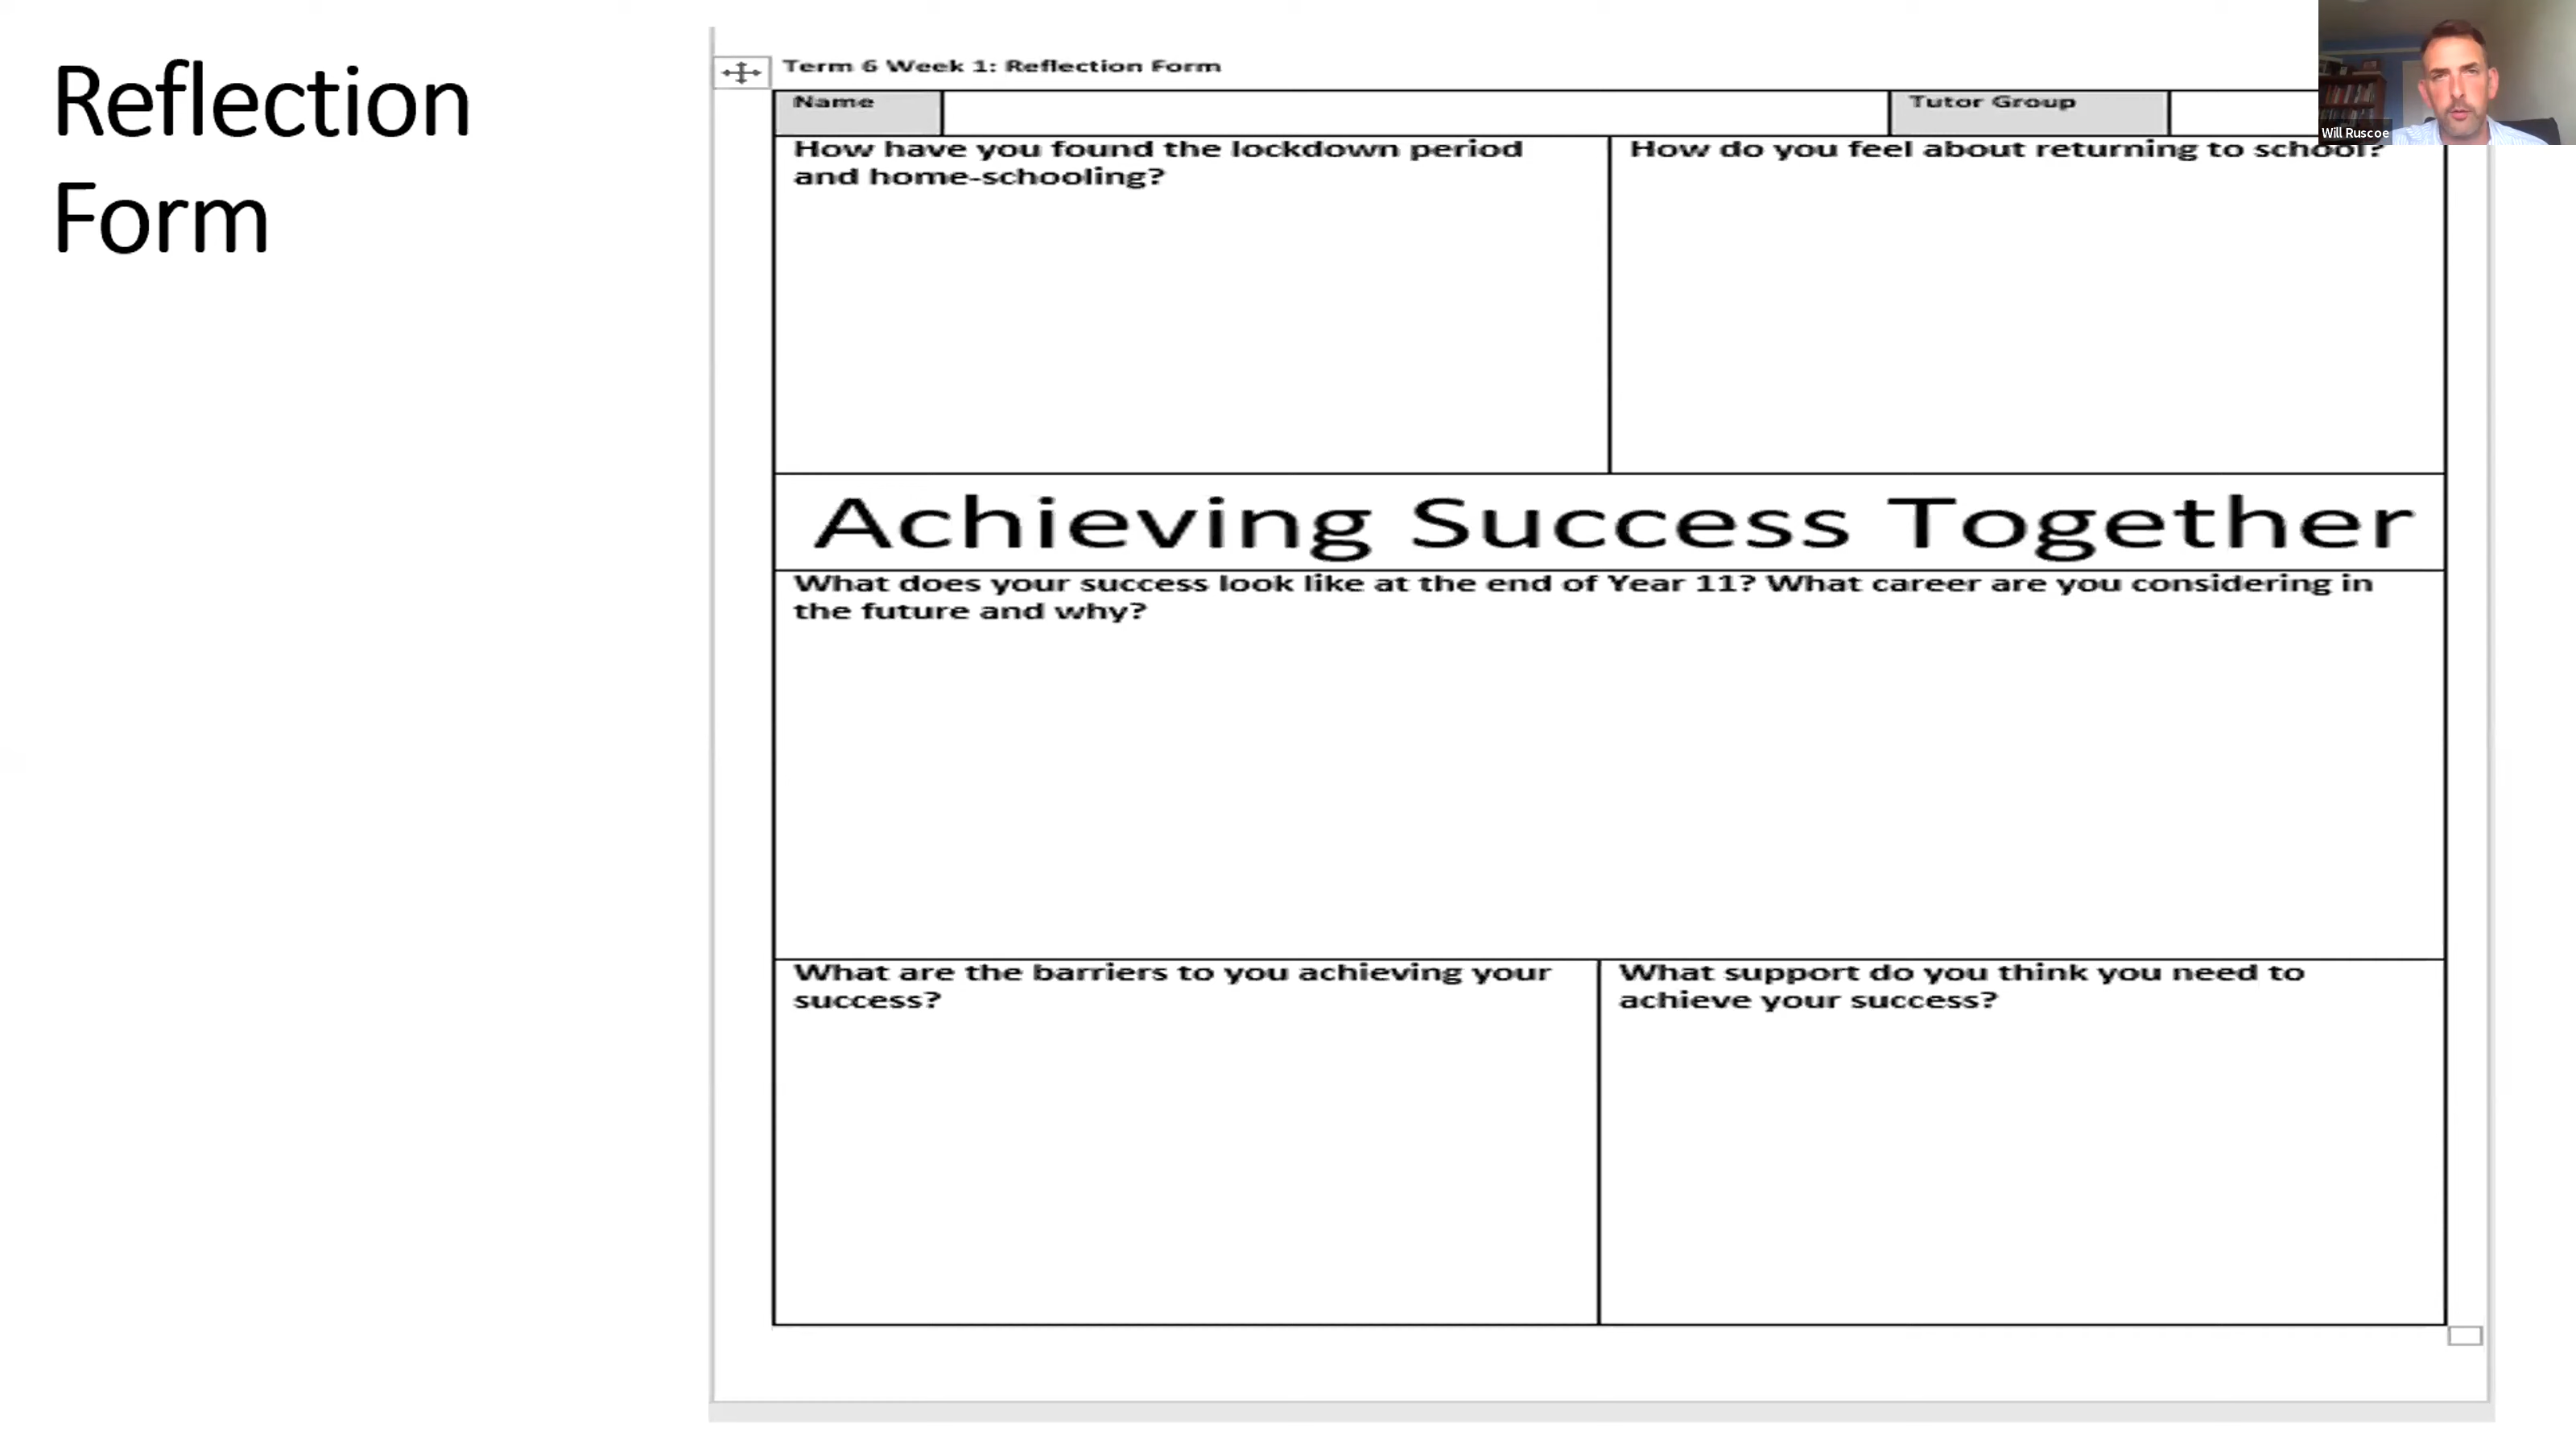 Reflection
Form
Term 6 Week 1: Reflection Form
Name
Tutor Group
Will Ruscoe
How have you found the lockdown period
and home-schooling?
How do you feel about returning to school?
Achieving Success Together
What does your success look like at the end of Year 11? What career are you considering in
the future and why?
What are the barriers to you achieving your
success?
What support do you think you need to
achieve your success?